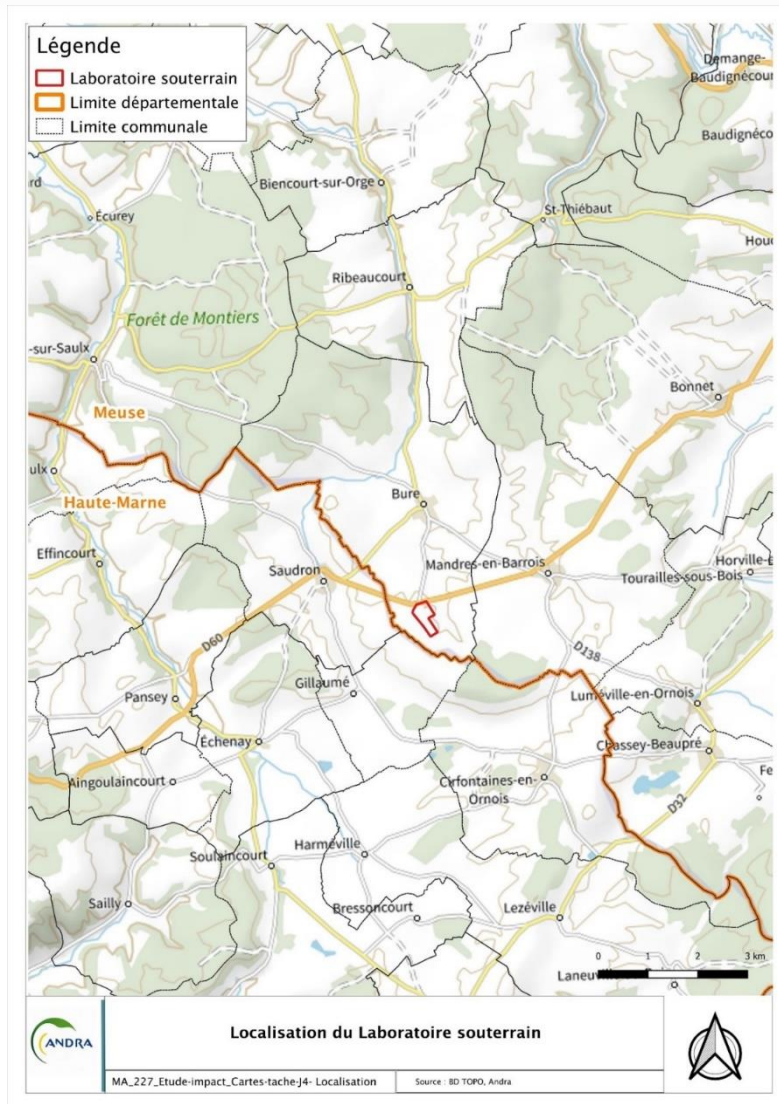 Légende
Laboratoire souterrain
Limite départementale
Limite communale
Demange-
Baudignécour
Baudignéco
Biencourt-sur-Orge
St-Thiébaut
Écurey
Ribeaucourt
Forêt de Montiers
-sur-Saulx
Bonnet
Meuse
Haute-Marne
Bure
Effincourt
Mandres-en-Barrois
Saudron
Tourailles-sous-Bois
D60
D138
Gillaumé
Pansey
Luméville-en-Ornois
Échenay
Chassey-Beaupré
Aingoulaincourt
Cirfontaines-en-
Ornois
D32
Harméville
Soulaincourt
Sailly
Bressoncourt
Lezéville
0 1 2 3 km
Localisation du Laboratoire souterrain
ANDRA
MA_227_Etude-impact_Cartes-tache-J4- Localisation
Source : BD TOPO, Andra